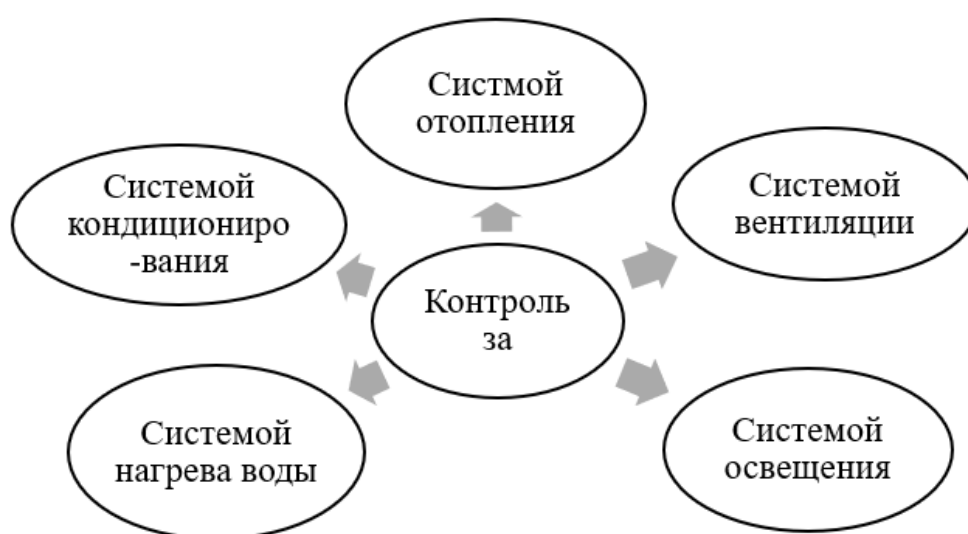 Систмой
отопления
Системой
кондициониро
-вания
Системой
вентиляции
Контроль
за
Системой
нагрева воды
Системой
освещения